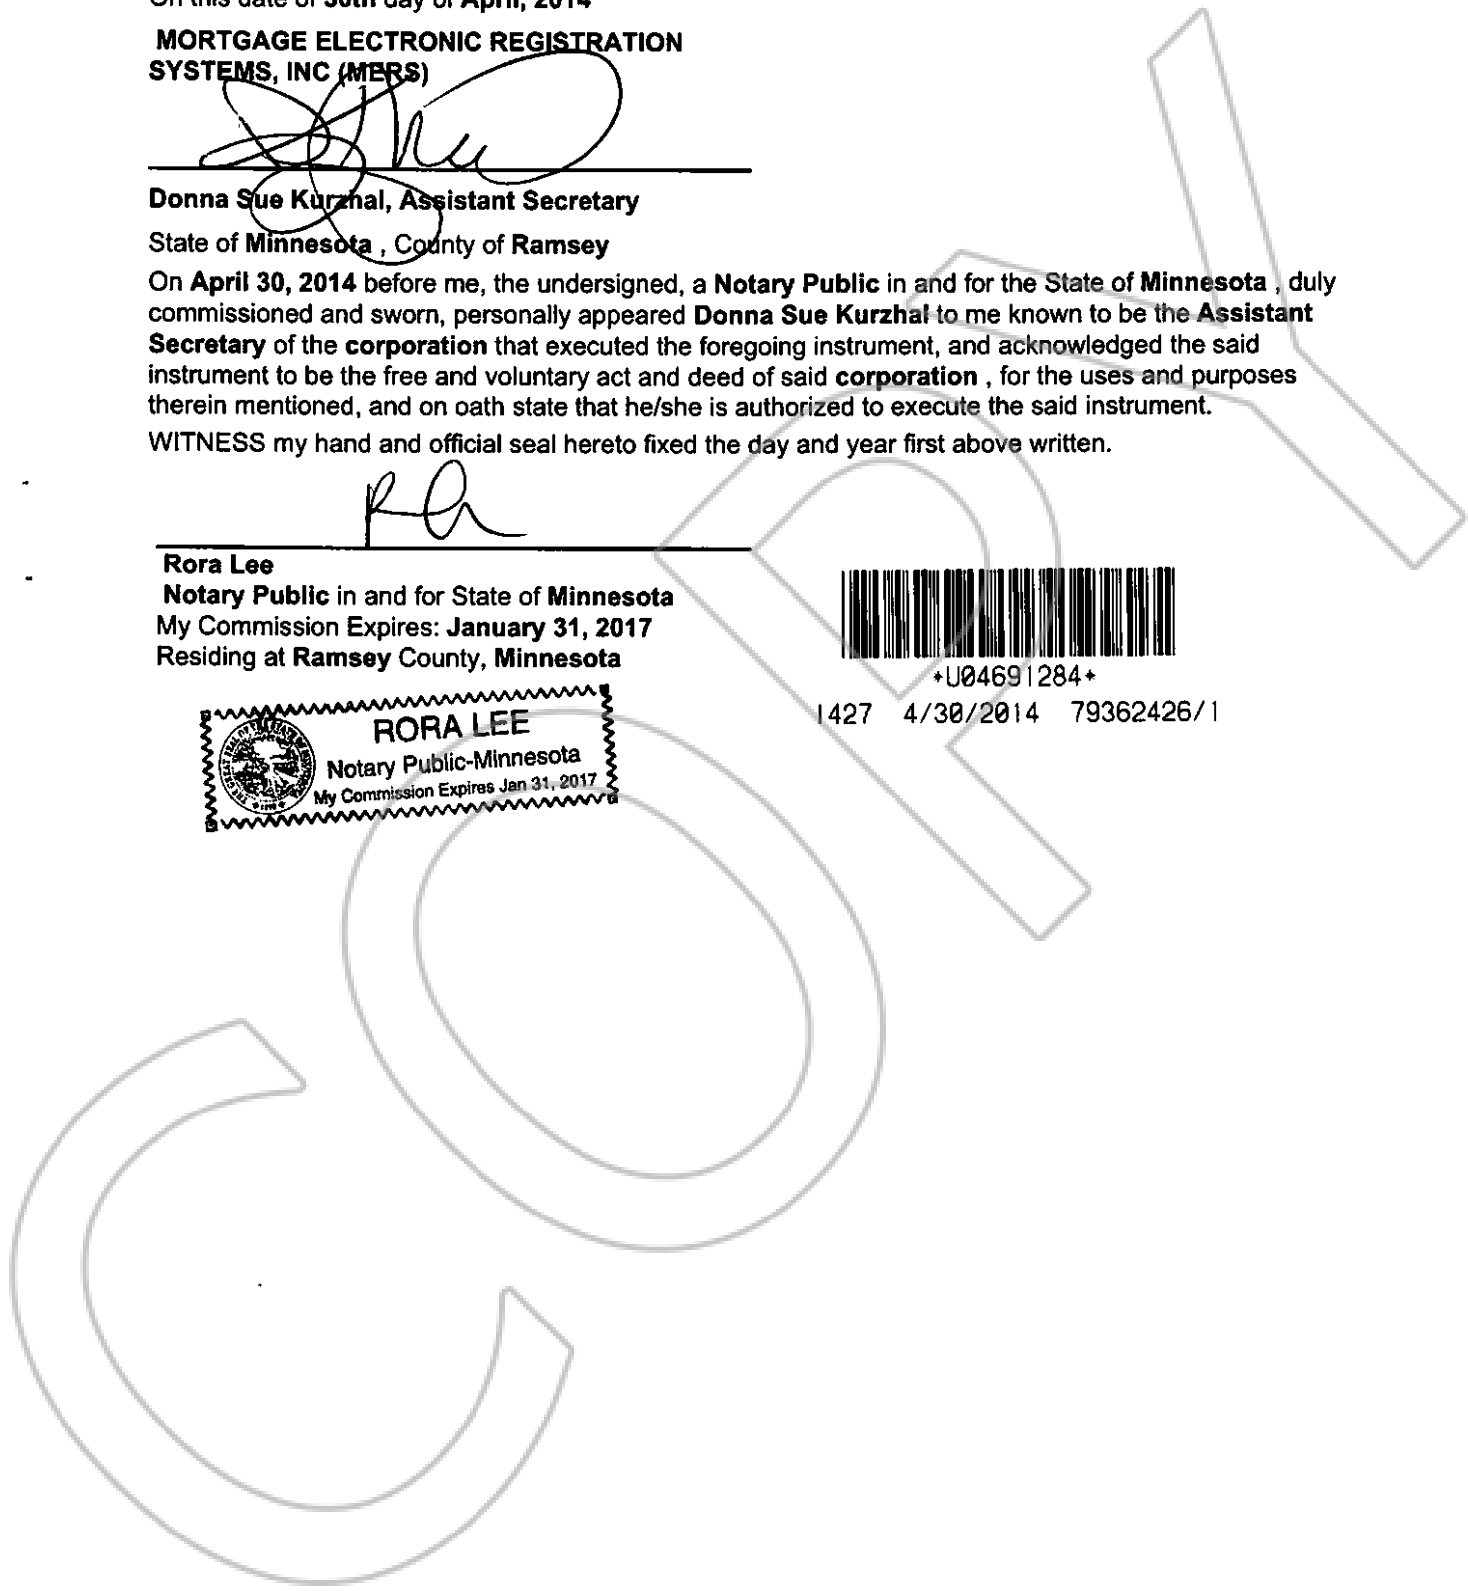 On this date of 30th day of April, 2014
MORTGAGE ELECTRONIC REGISTRATION
SYSTEMS, INC (MERS)
Donna Sue Kurzhal, Assistant Secretary
State of Minnesota , County of Ramsey
On April 30, 2014 before me, the undersigned, a Notary Public in and for the State of Minnesota , duly
commissioned and sworn, personally appeared Donna Sue Kurzhal to me known to be the Assistant
Secretary of the corporation that executed the foregoing instrument, and acknowledged the said
instrument to be the free and voluntary act and deed of said corporation , for the uses and purposes
therein mentioned, and on oath state that he/she is authorized to execute the said instrument.
WITNESS my hand and official seal hereto fixed the day and year first above written.
Rora Lee
Notary Public in and for State of Minnesota
My Commission Expires: January 31, 2017
Residing at Ramsey County, Minnesota
*U04691284*
1427 4/30/2014 79362426/1
RORA LEE
Notary Public-Minnesota
My Commission Expires Jan 31, 2017
COPY